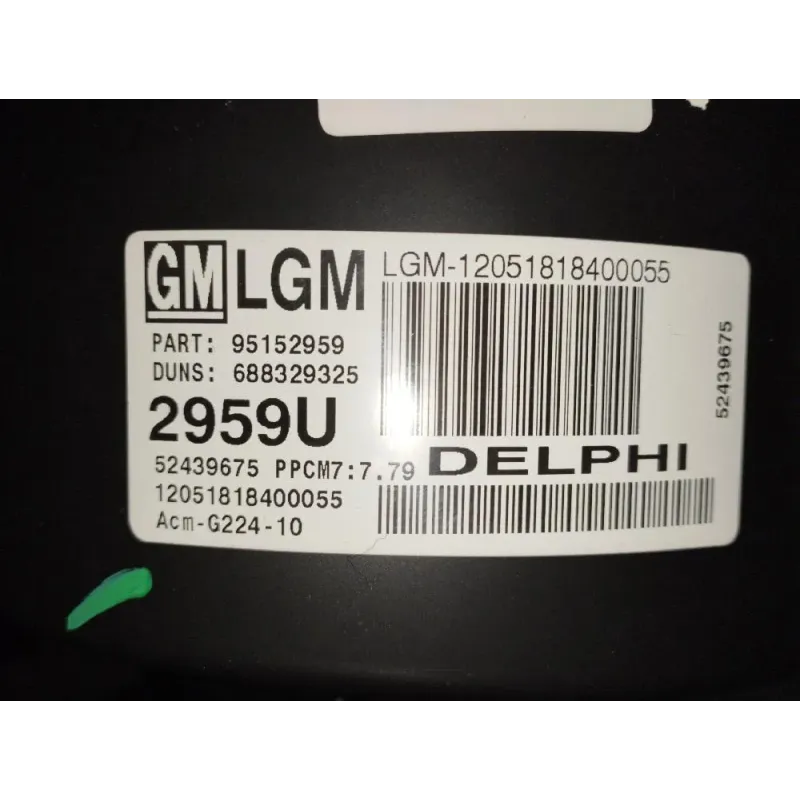 GM LGM LGM-12051818400055
PART: 95152959
DUNS: 688329325
2959U
52439675 PPCM7:7.79 DELPHI
12051818400055
Acm-G224-10
52439675